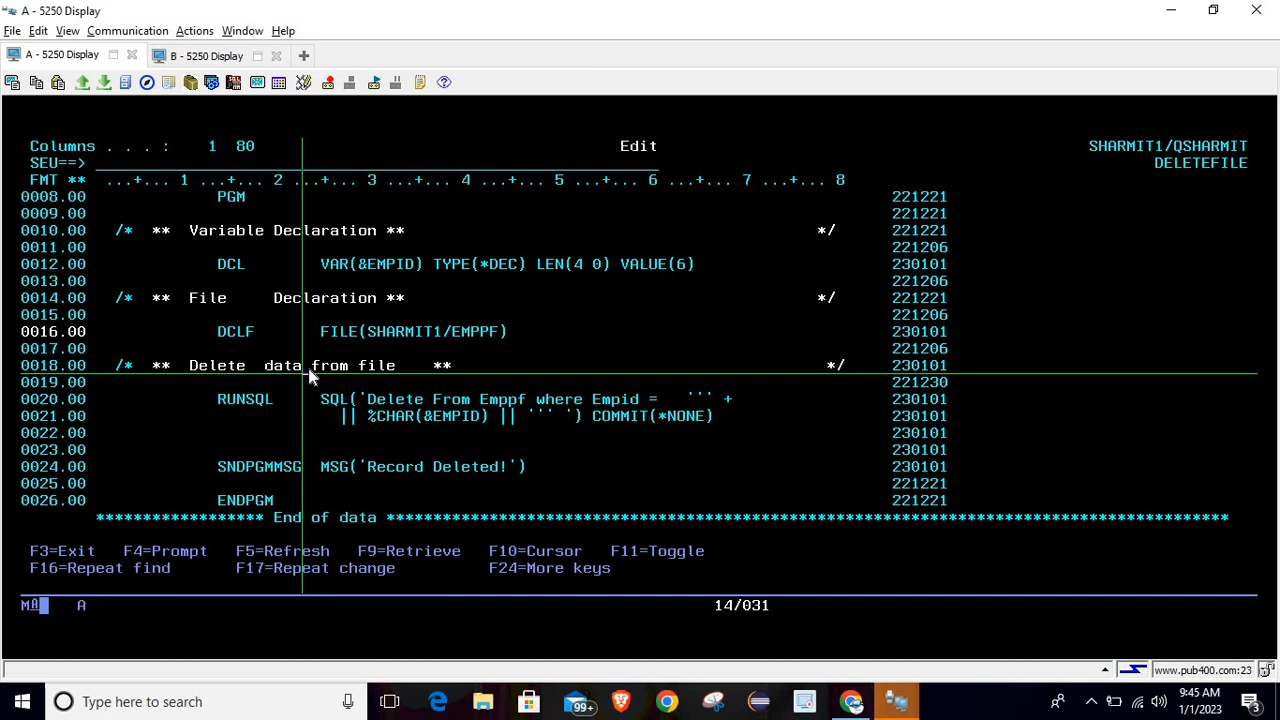 A - 5250 Display
File Edit View Communication Actions Window Help
A - 5250 Display B - 5250 Display
Columns . . . : 1 80 Edit SHARMIT1/QSHARMIT
SEU==> DELETEFILE
FMT ** ...+... 1 ...+... 2 ...+... 3 ...+... 4 ...+... 5 ...+... 6 ...+... 7 ...+... 8
0008.00 PGM 221221
0009.00 221221
0010.00 /* ** Variable Declaration ** */ 221221
0011.00 221206
0012.00 DCL VAR(&EMPID) TYPE(*DEC) LEN(4 0) VALUE(6) 230101
0013.00 221206
0014.00 /* ** File Declaration ** */ 221221
0015.00 221206
0016.00 DCLF FILE(SHARMIT1/EMPPF) 230101
0017.00 221206
0018.00 /* ** Delete data from file ** */ 230101
0019.00 221230
0020.00 RUNSQL SQL('Delete From Emppf where Empid = ''' + 230101
0021.00 || %CHAR(&EMPID) || ''' ') COMMIT(*NONE) 230101
0022.00 230101
0023.00 230101
0024.00 SNDPGMMSG MSG('Record Deleted!') 230101
0025.00 221221
0026.00 ENDPGM 221221
****************** End of data ******************************************************************************************
F3=Exit F4=Prompt F5=Refresh F9=Retrieve F10=Cursor F11=Toggle
F16=Repeat find F17=Repeat change F24=More keys
MA A 14/031
www.pub400.com:23
Type here to search 99+ 9:45 AM
1/1/2023 3